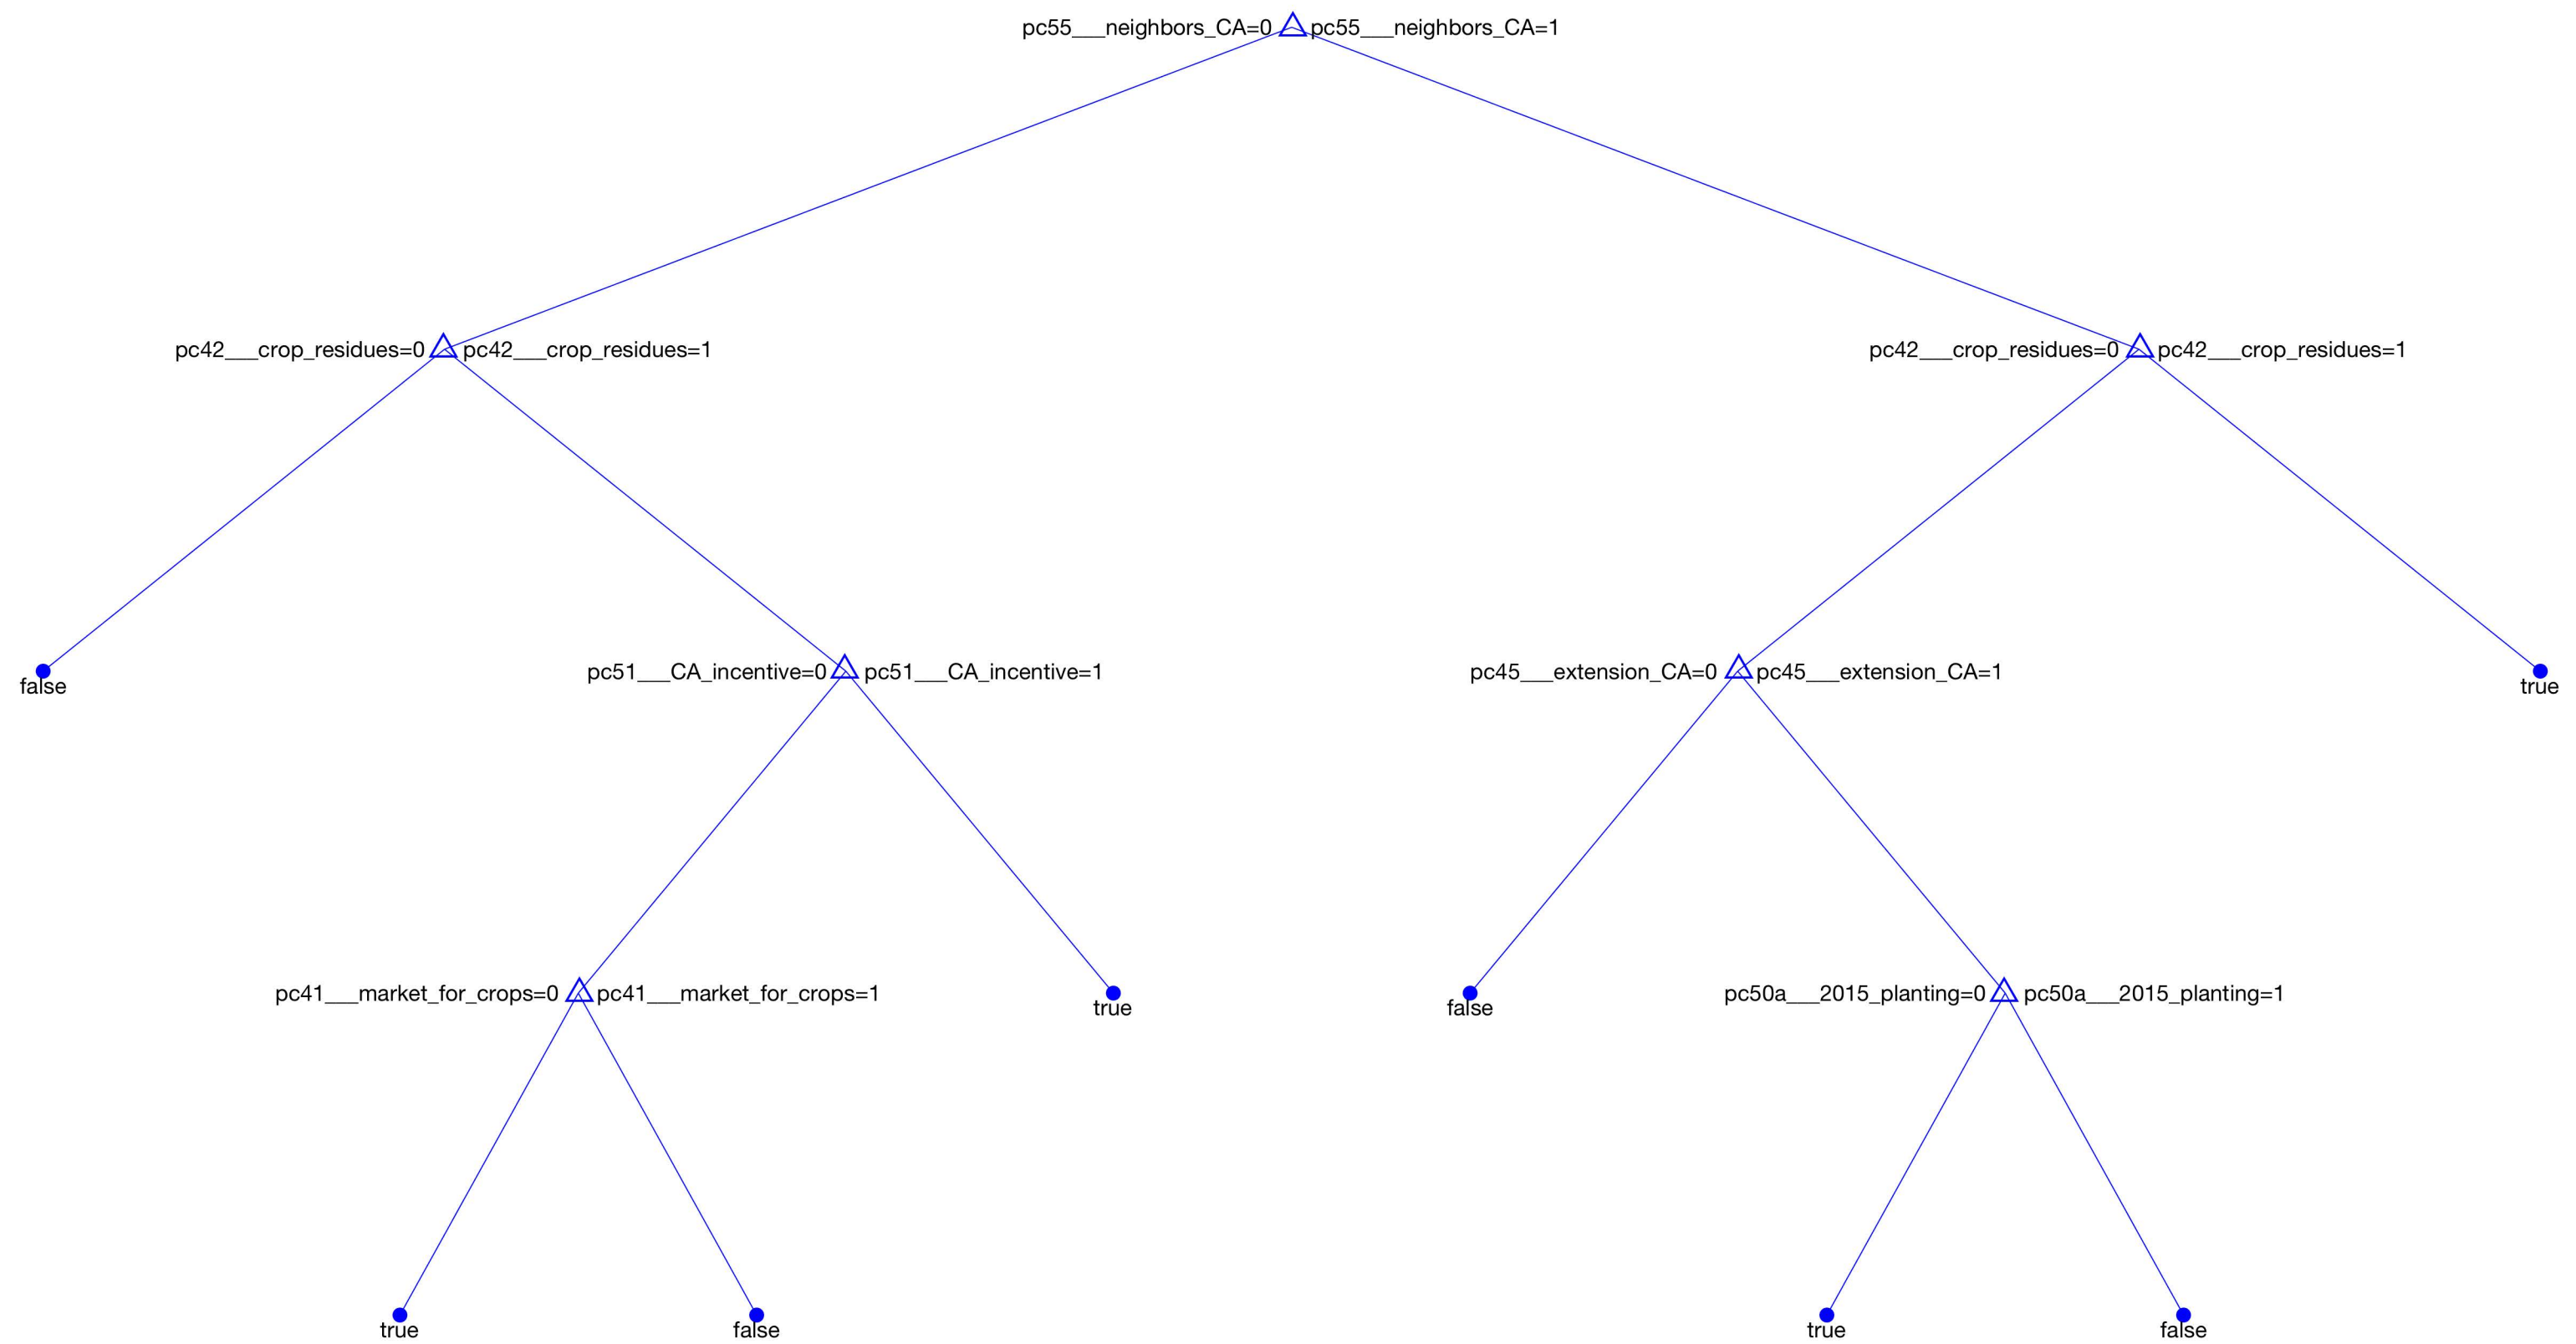 pc55___neighbors_CA=0 pc55___neighbors_CA=1
pc42___crop_residues=0 pc42___crop_residues=1 pc42___crop_residues=0 pc42___crop_residues=1
false pc51___CA_incentive=0 pc51___CA_incentive=1 pc45___extension_CA=0 pc45___extension_CA=1 true
pc41___market_for_crops=0 pc41___market_for_crops=1 true false pc50a___2015_planting=0 pc50a___2015_planting=1
true false true false